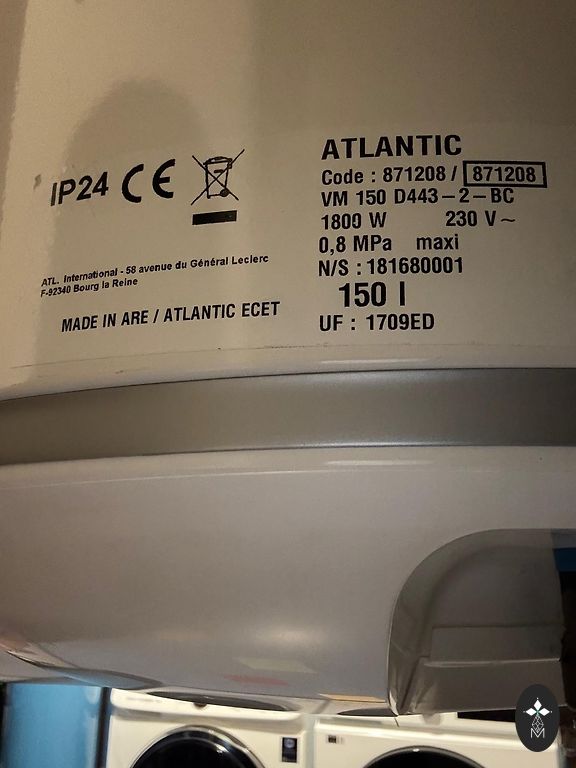 IP24 CE
ATL. International - 58 avenue du Général Leclerc
F-92340 Bourg la Reine
MADE IN ARE / ATLANTIC ECET
ATLANTIC
Code : 871208 / 871208
VM 150 D443-2-BC
1800 W 230 V~
0,8 MPa maxi
N/S : 181680001
150 l
UF : 1709ED
M